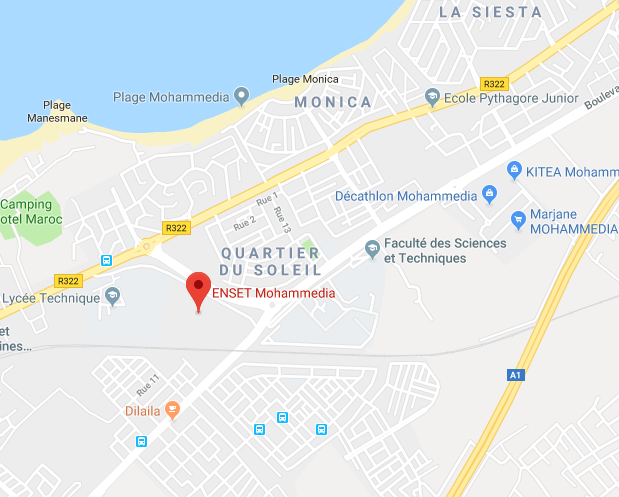 LA SIESTA
Plage Monica
R322
Plage Mohammedia
MONICA
Ecole Pythagore Junior
Bouleva
Plage
Manesmane
KITEA Mohamm
Décathlon Mohammedia
Camping
otel Maroc
Rue 1
Rue 2
Rue 13
Marjane
MOHAMMEDIA
R322
Faculté des Sciences
et Techniques
QUARTIER
DU SOLEIL
R322
Lycée Technique
ENSET Mohammedia
et
ines...
A1
Rue 11
Dilaila